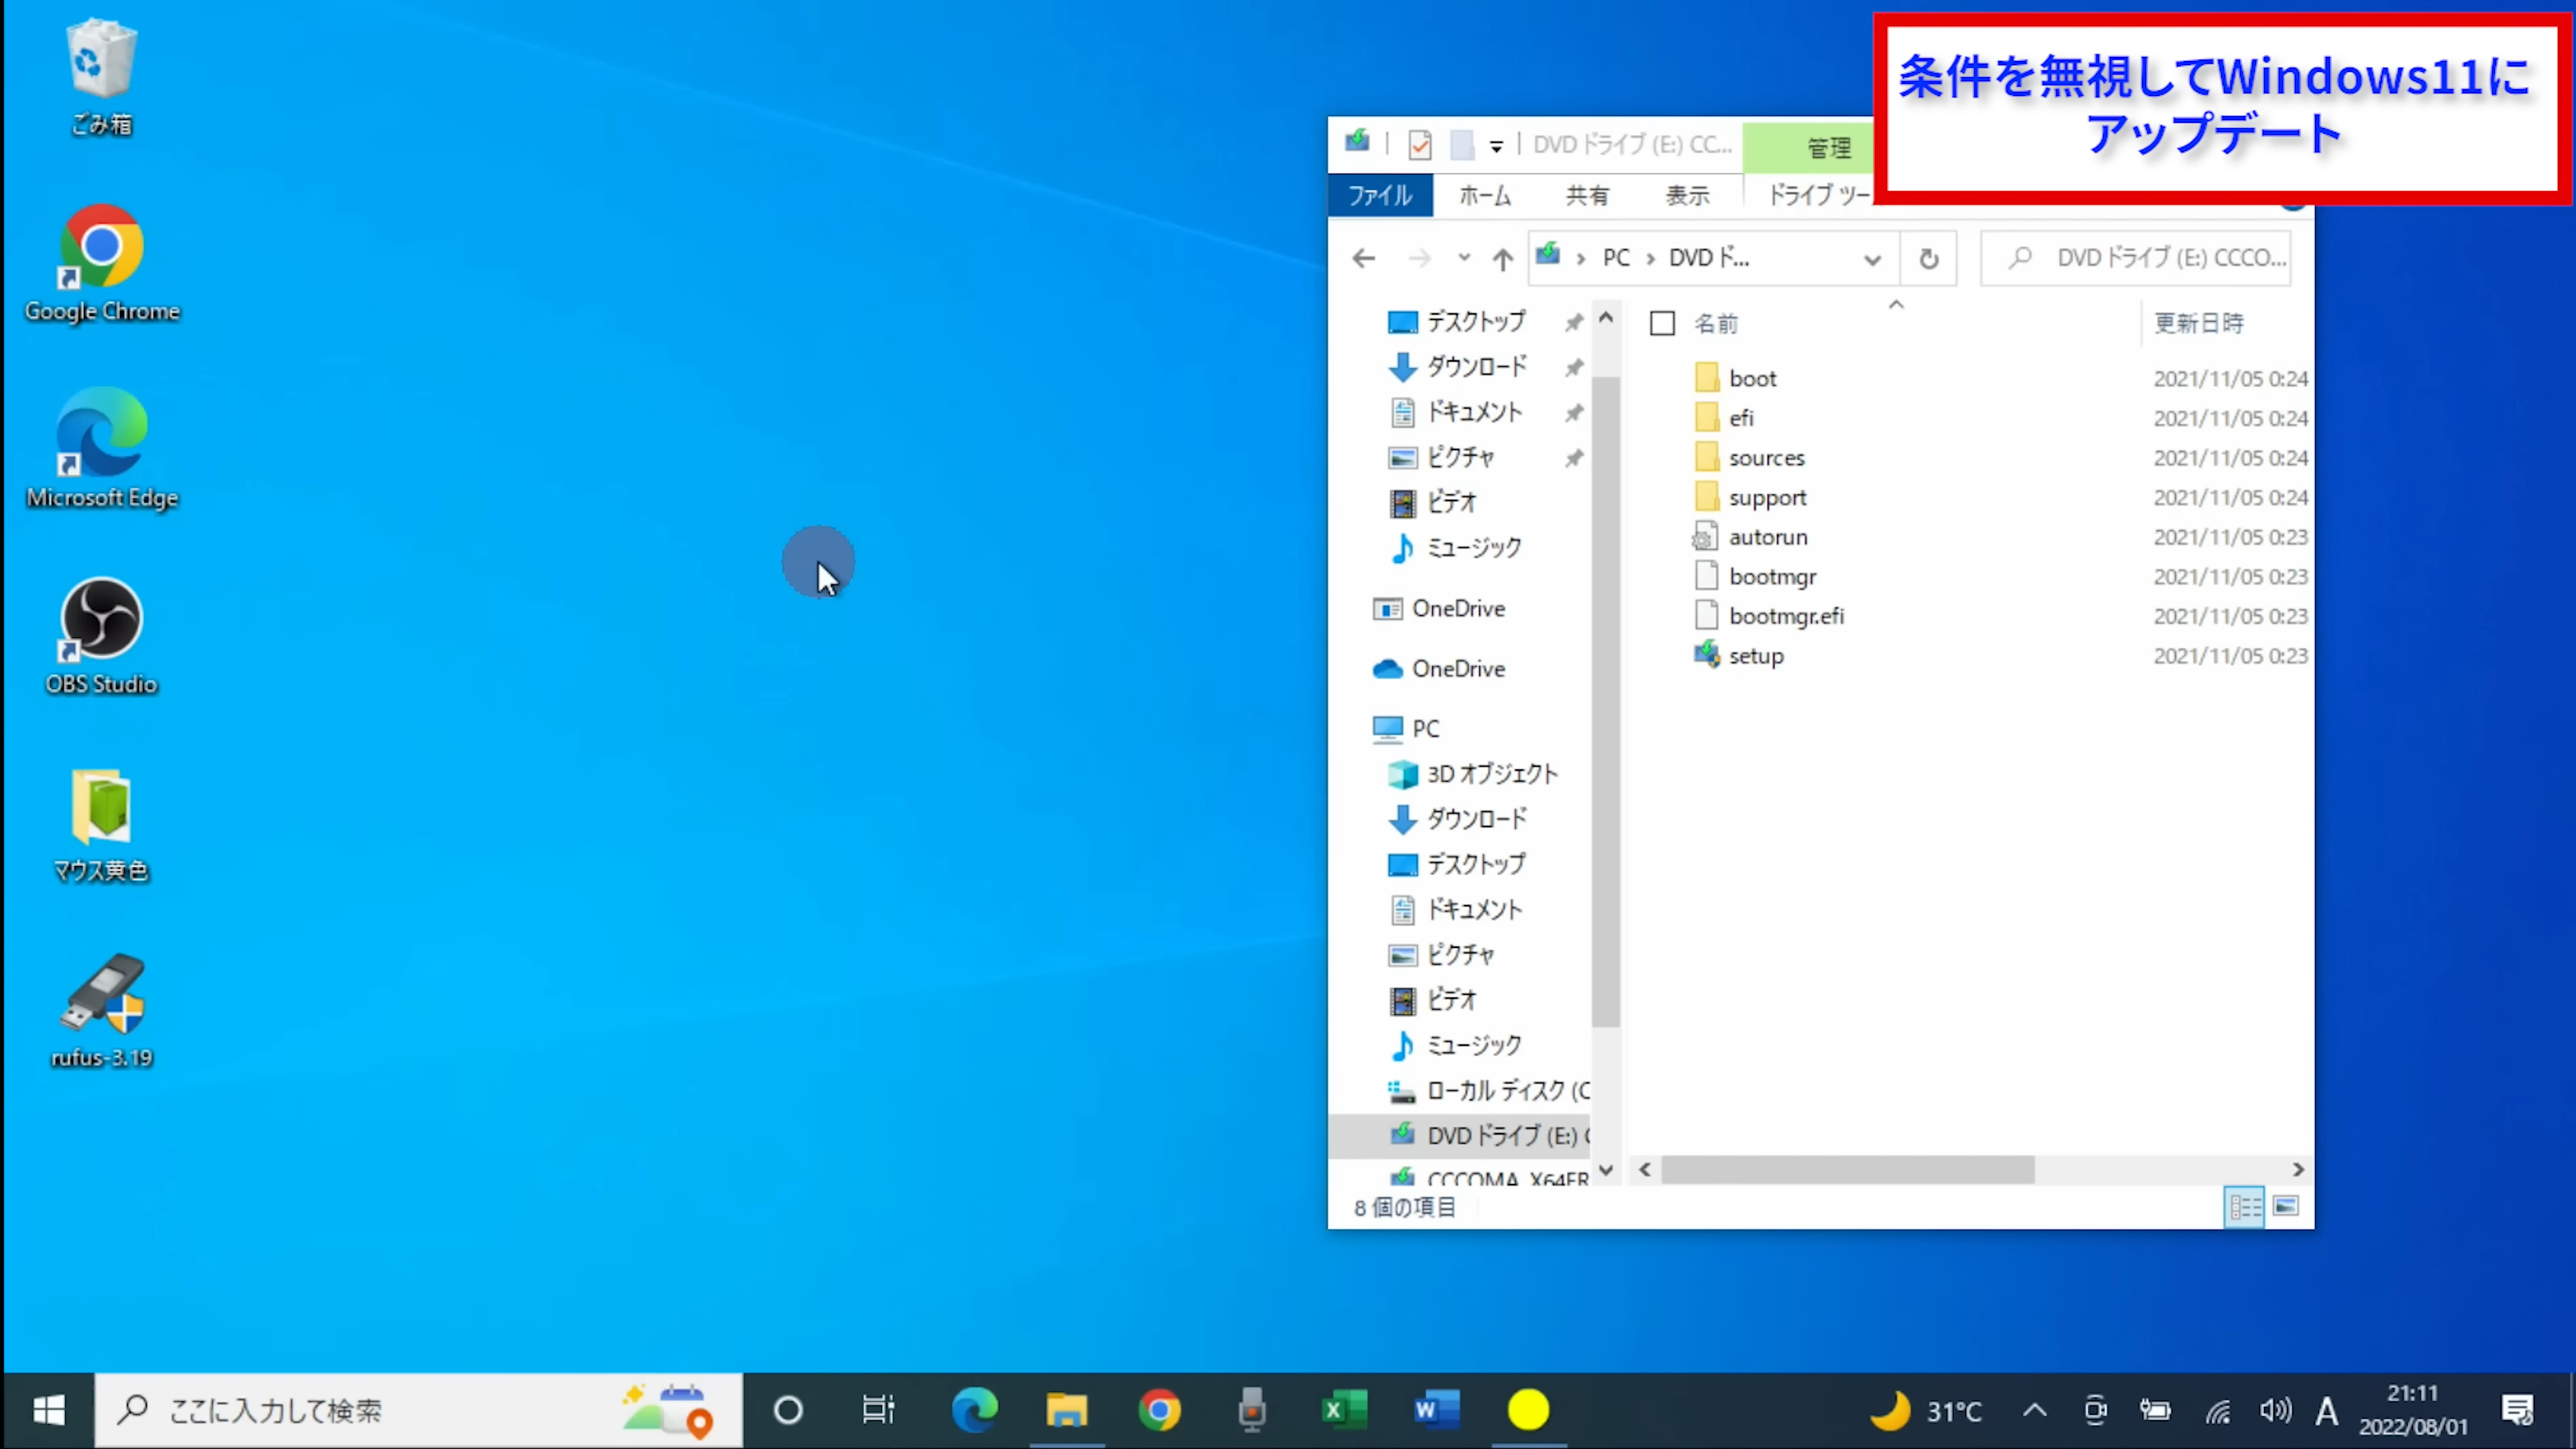 ごみ箱
Google Chrome
Microsoft Edge
OBS Studio
マウス黄色
rufus-3.19
条件を無視してWindows11に
アップデート
DVD ドライブ (E:) CC...
管理
ファイル
ホーム
共有
表示
ドライブ ツー
PC
DVD ド...
DVD ドライブ (E:) CCCO...
デスクトップ
ダウンロード
ドキュメント
ピクチャ
ビデオ
ミュージック
OneDrive
OneDrive
PC
3D オブジェクト
ダウンロード
デスクトップ
ドキュメント
ピクチャ
ビデオ
ミュージック
ローカル ディスク (C
DVD ドライブ (E:) C
CCCOMA_X64FR
名前
更新日時
boot 2021/11/05 0:24
efi 2021/11/05 0:24
sources 2021/11/05 0:24
support 2021/11/05 0:24
autorun 2021/11/05 0:23
bootmgr 2021/11/05 0:23
bootmgr.efi 2021/11/05 0:23
setup 2021/11/05 0:23
8 個の項目
ここに入力して検索
31°C
A
21:11
2022/08/01